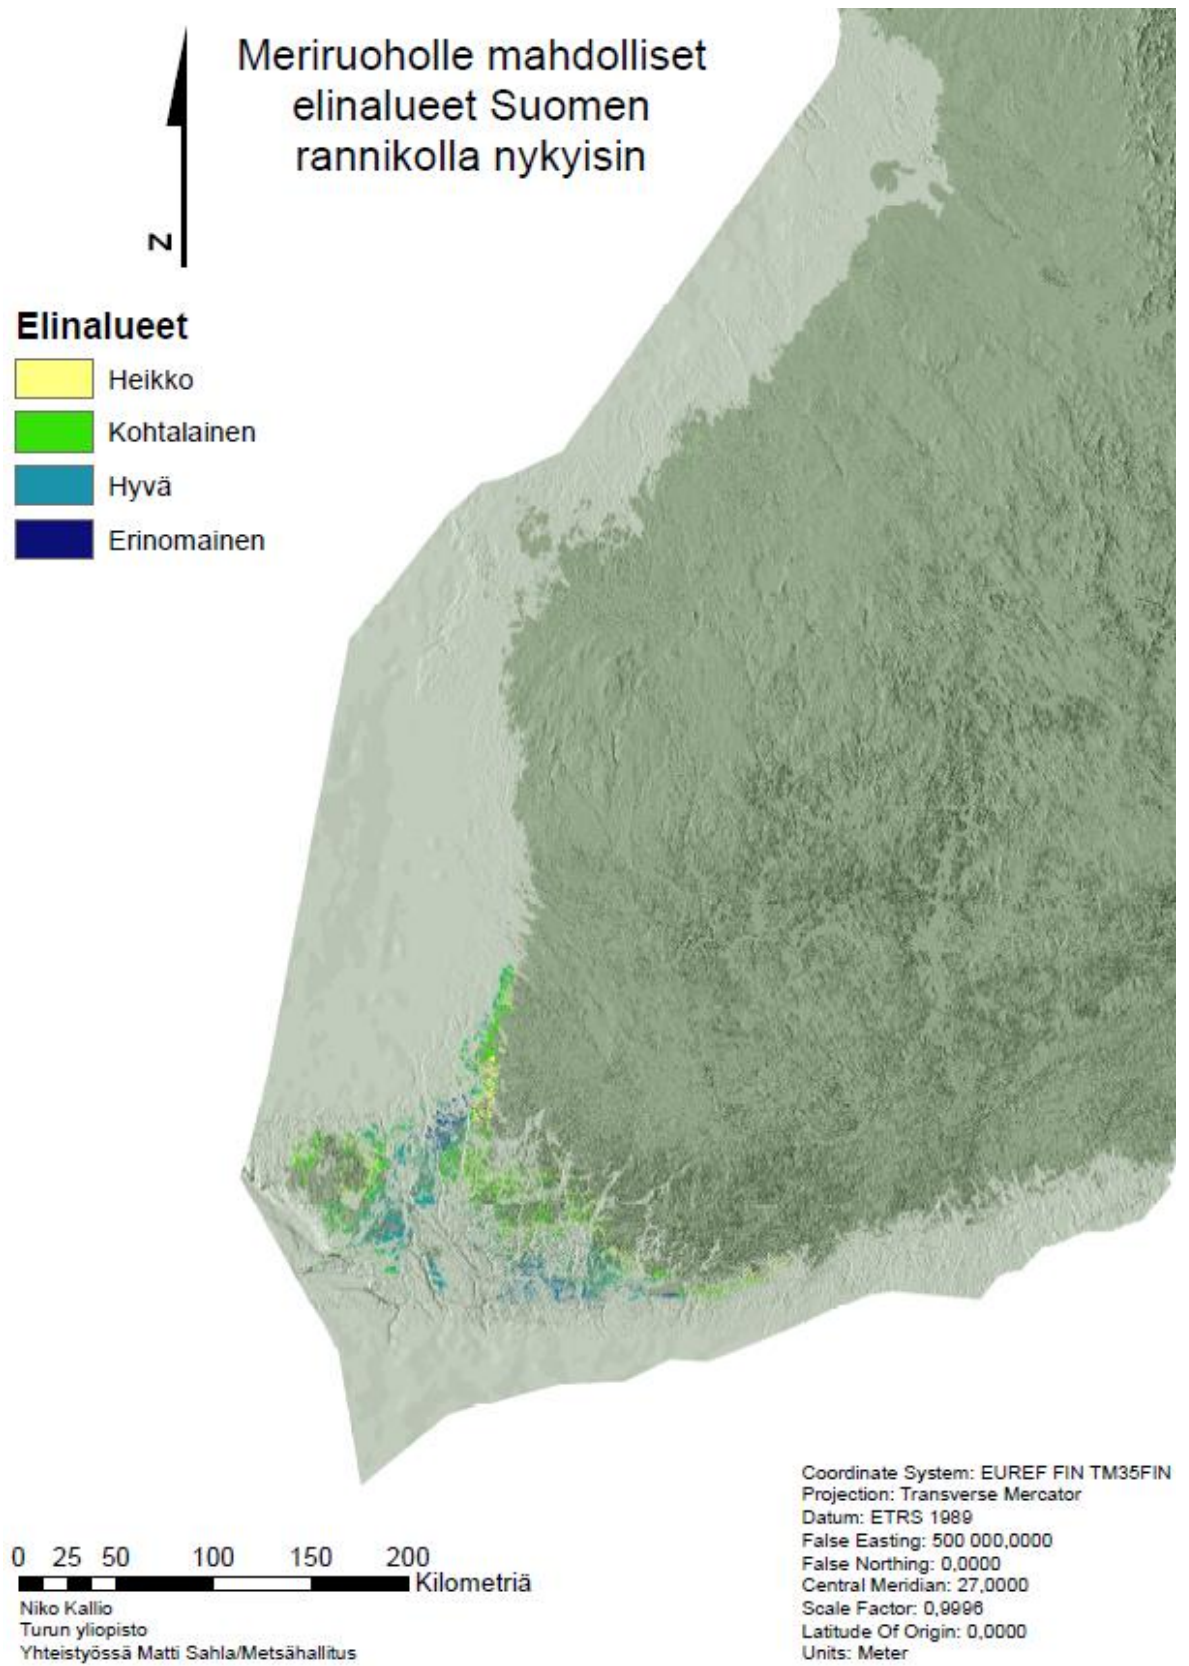 Meriruoholle mahdolliset
elinalueet Suomen
rannikolla nykyisin
N
Elinalueet
Heikko
Kohtalainen
Hyvä
Erinomainen
0 25 50 100 150 200
Kilometriä
Niko Kallio
Turun yliopisto
Yhteistyössä Matti Sahla/Metsähallitus
Coordinate System: EUREF FIN TM35FIN
Projection: Transverse Mercator
Datum: ETRS 1989
False Easting: 500 000,0000
False Northing: 0,0000
Central Meridian: 27,0000
Scale Factor: 0,9996
Latitude Of Origin: 0,0000
Units: Meter